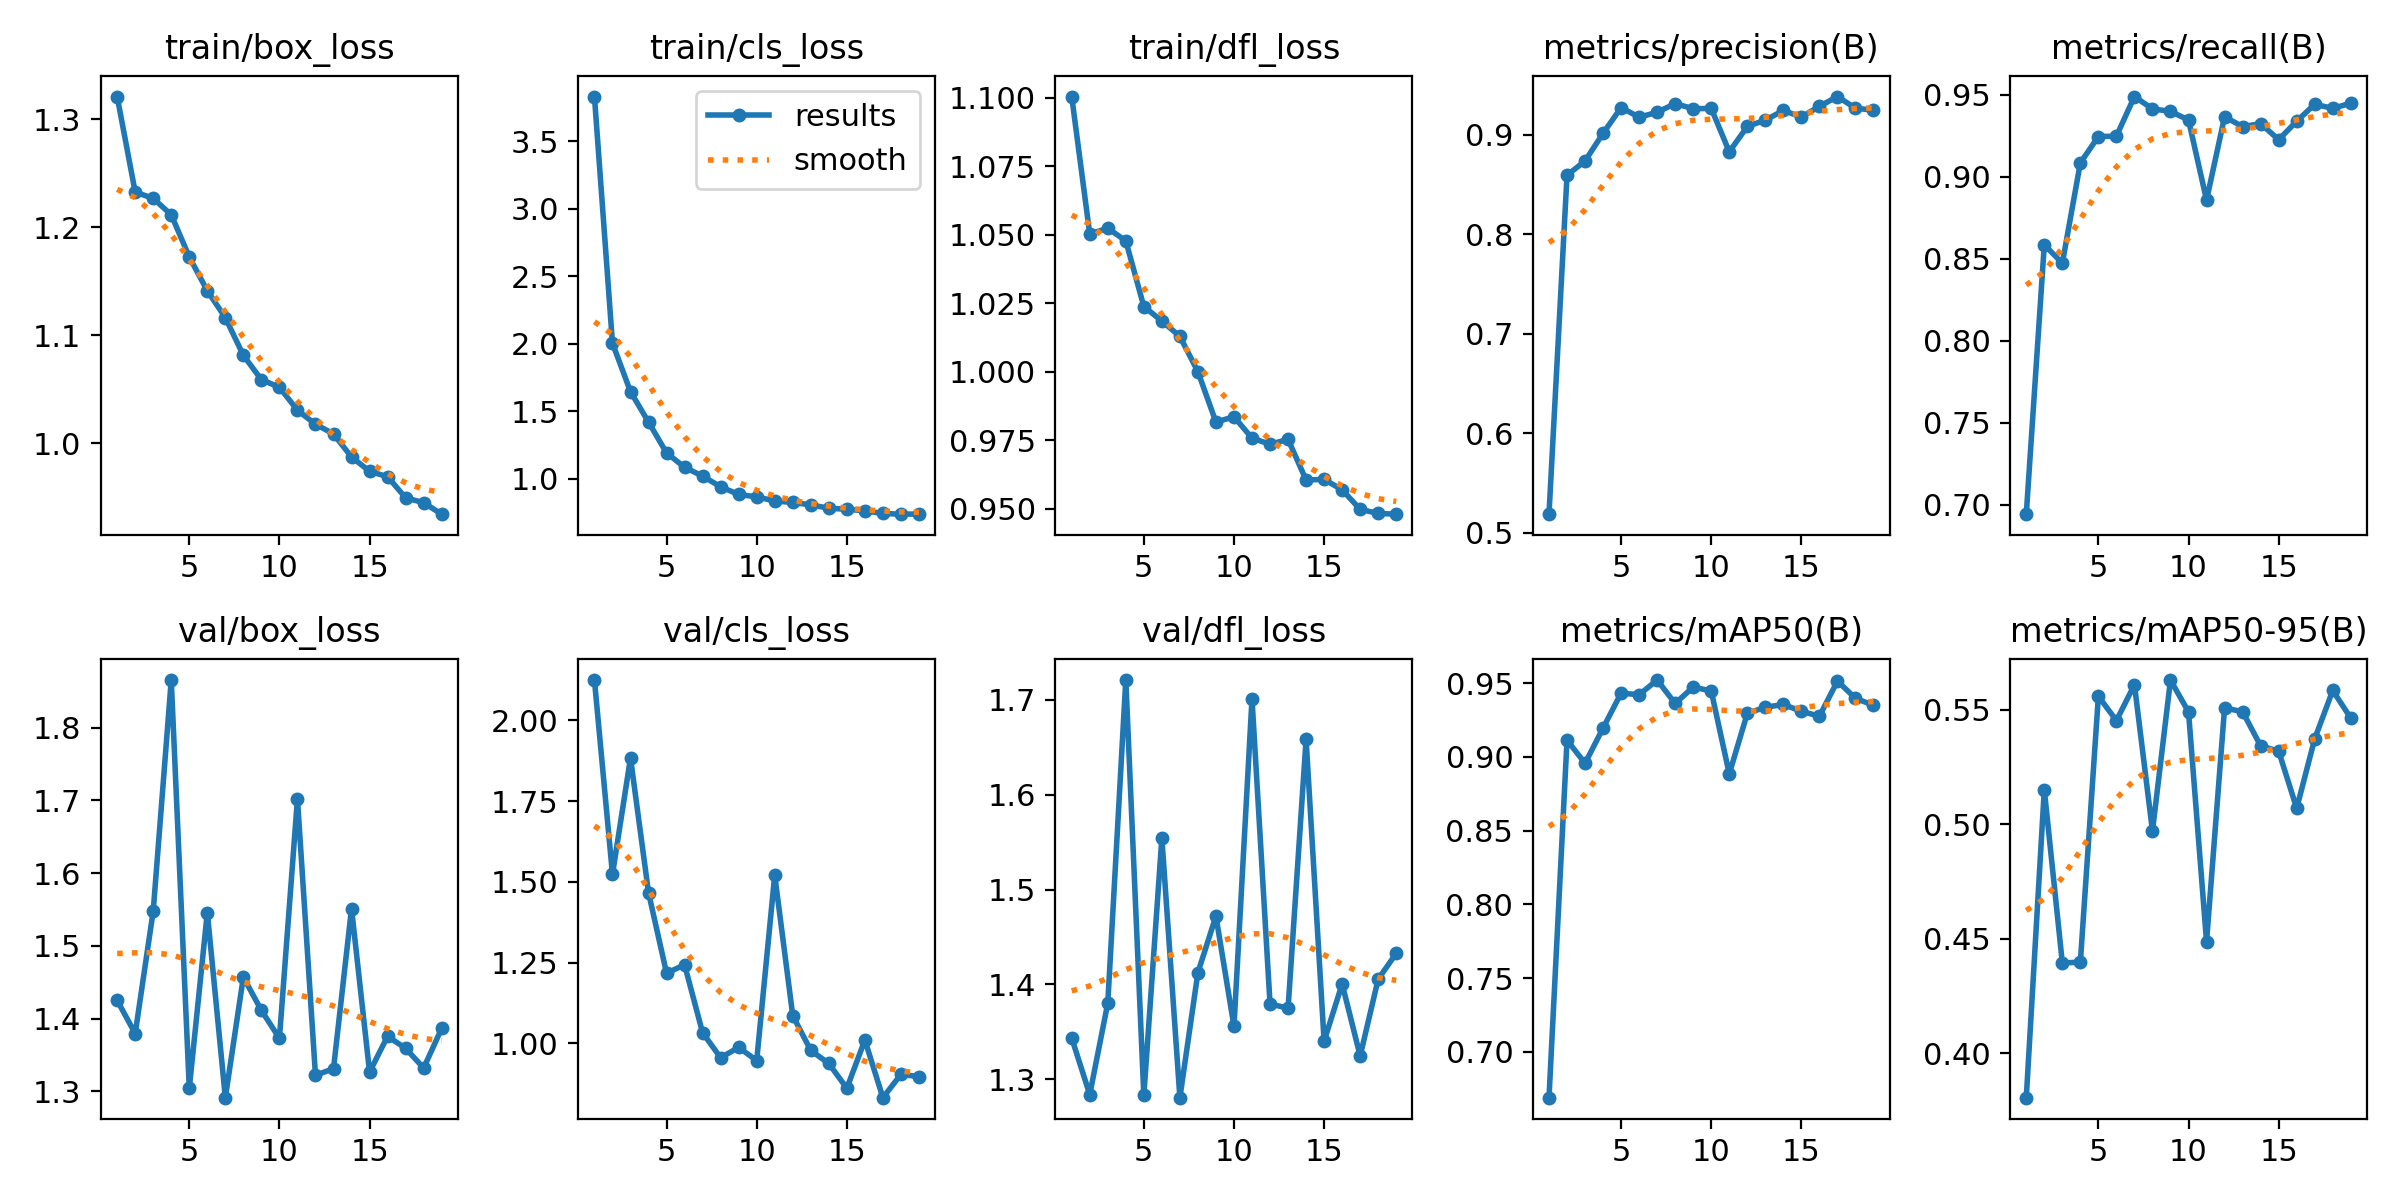 train/box_loss
train/cls_loss
train/dfl_loss
metrics/precision(B)
metrics/recall(B)
1.3
1.2
1.1
1.0
5 10 15
3.5
3.0
2.5
2.0
1.5
1.0
5 10 15
results
smooth
1.100
1.075
1.050
1.025
1.000
0.975
0.950
5 10 15
0.9
0.8
0.7
0.6
0.5
5 10 15
0.95
0.90
0.85
0.80
0.75
0.70
5 10 15
val/box_loss
val/cls_loss
val/dfl_loss
metrics/mAP50(B)
metrics/mAP50-95(B)
1.8
1.7
1.6
1.5
1.4
1.3
5 10 15
2.00
1.75
1.50
1.25
1.00
5 10 15
1.7
1.6
1.5
1.4
1.3
5 10 15
0.95
0.90
0.85
0.80
0.75
0.70
5 10 15
0.55
0.50
0.45
0.40
5 10 15